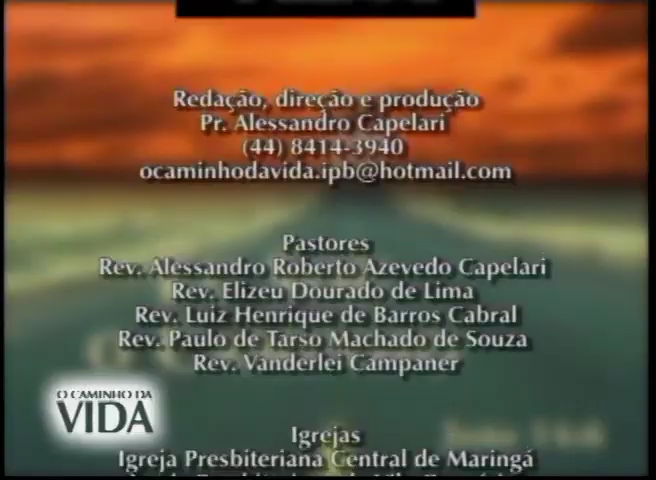 Redação, direção e produção
Pr. Alessandro Capelari
(44) 8414-3940
ocaminhodavida.ipb@hotmail.com
Pastores
Rev. Alessandro Roberto Azevedo Capelari
Rev. Elizeu Dourado de Lima
Rev. Luiz Henrique de Barros Cabral
Rev. Paulo de Tarso Machado de Souza
Rev. Vanderlei Campaner
O CAMINHO DA
VIDA
Igrejas
Igreja Presbiteriana Central de Maringá